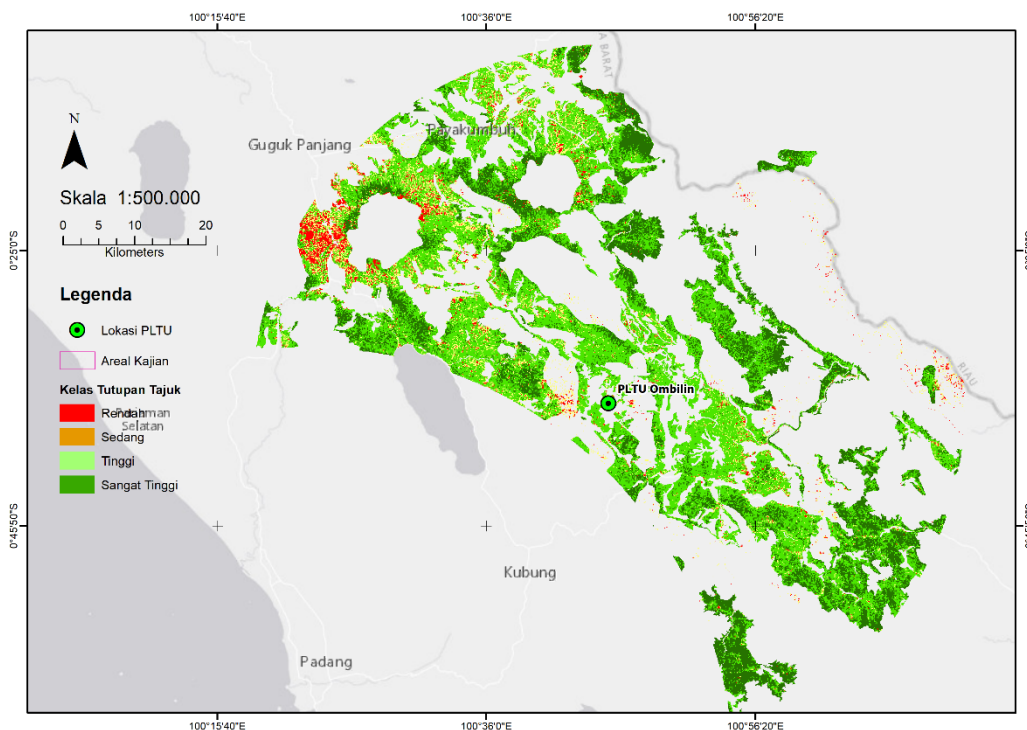 100°15'40"E
100°36'0"E
100°56'20"E
A BARAT
Payakumbuh
Guguk Panjang
N
Skala 1:500.000
0 5 10 20
Kilometers
0°25'0"S
Legenda
Lokasi PLTU
Areal Kajian
Kelas Tutupan Tajuk
Rendah
Sedang
Tinggi
Sangat Tinggi
Selatan
PLTU Ombilin
RIAU
0°45'50"S
Kubung
Padang
100°15'40"E
100°36'0"E
100°56'20"E